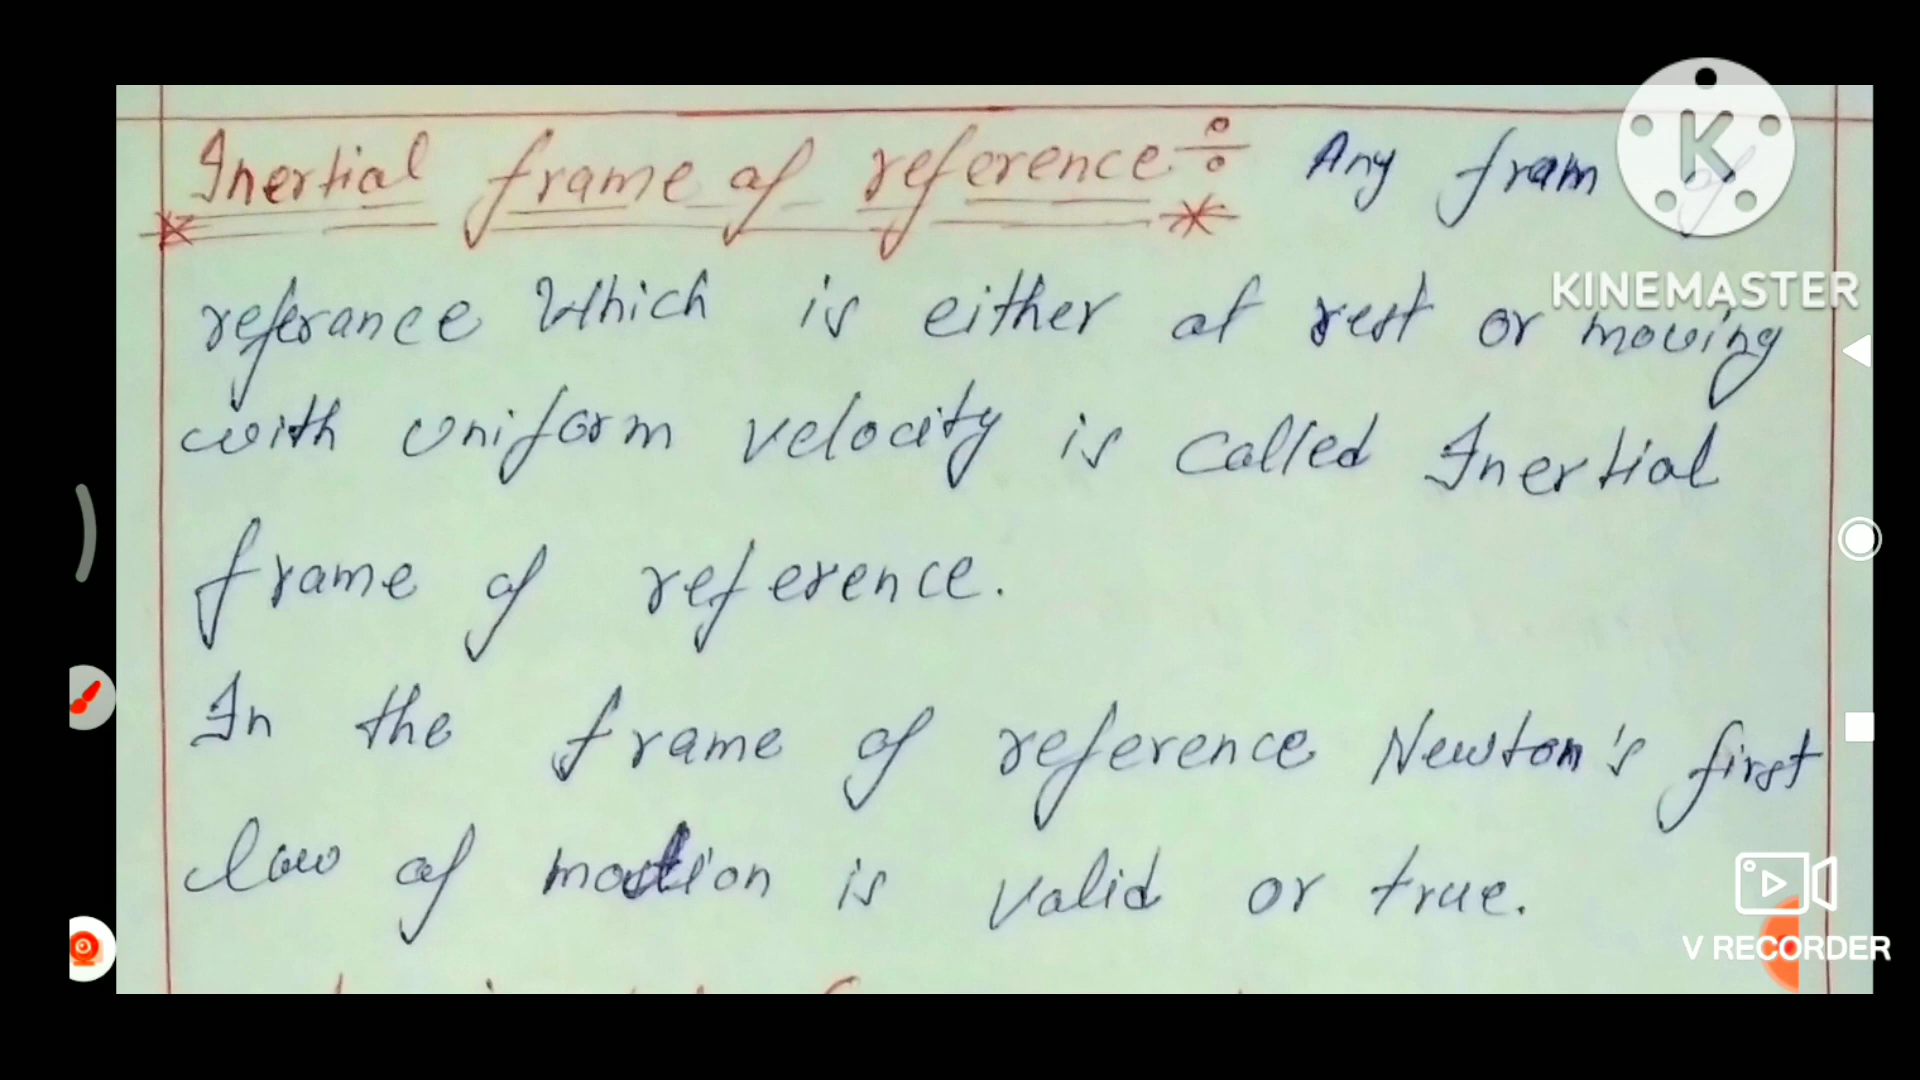 Inertial frame of reference÷ Any fram of
referance Which is either at rest or moving
with uniform velocity is called Inertial
frame of reference.
In the frame of reference Newton's first
law of motion is valid or true.
K
KINEMASTER
V RECORDER